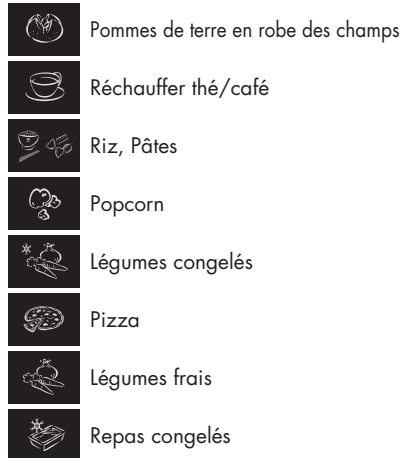 Pommes de terre en robe des champs
Réchauffer thé/café
Riz, Pâtes
Popcorn
Légumes congelés
Pizza
Légumes frais
Repas congelés